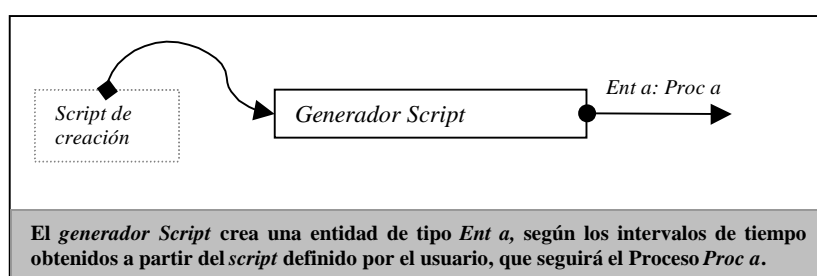 Script de
creación
Generador Script
Ent a: Proc a
El generador Script crea una entidad de tipo Ent a, según los intervalos de tiempo
obtenidos a partir del script definido por el usuario, que seguirá el Proceso Proc a.